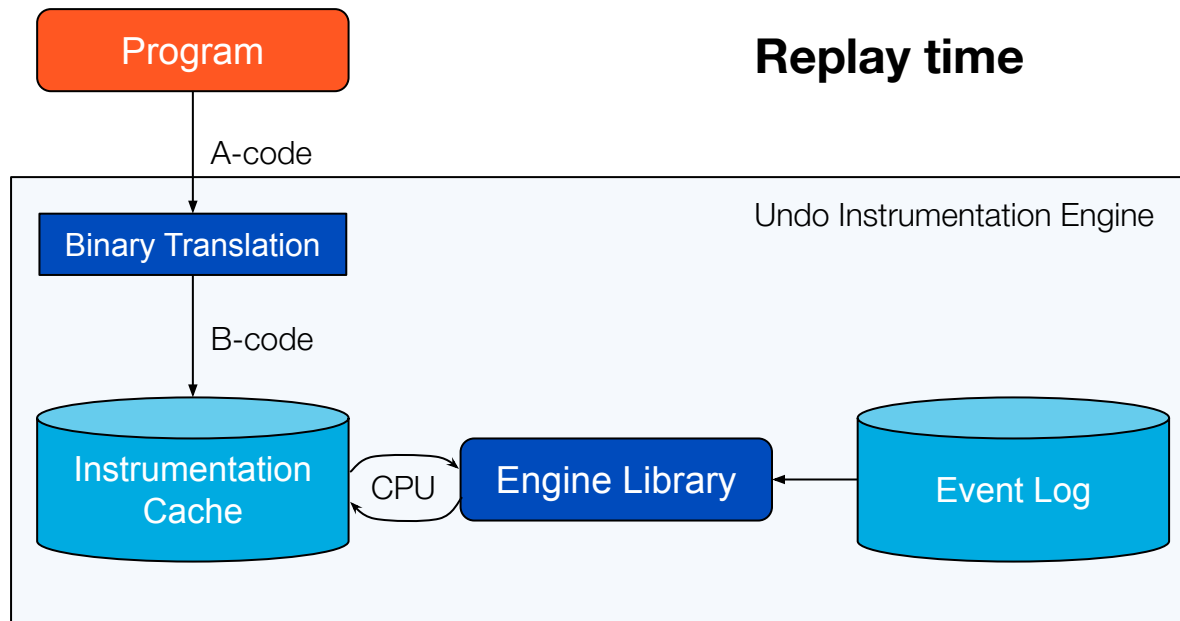 Program
Replay time
A-code
Undo Instrumentation Engine
Binary Translation
B-code
Instrumentation
Cache
CPU
Engine Library
Event Log